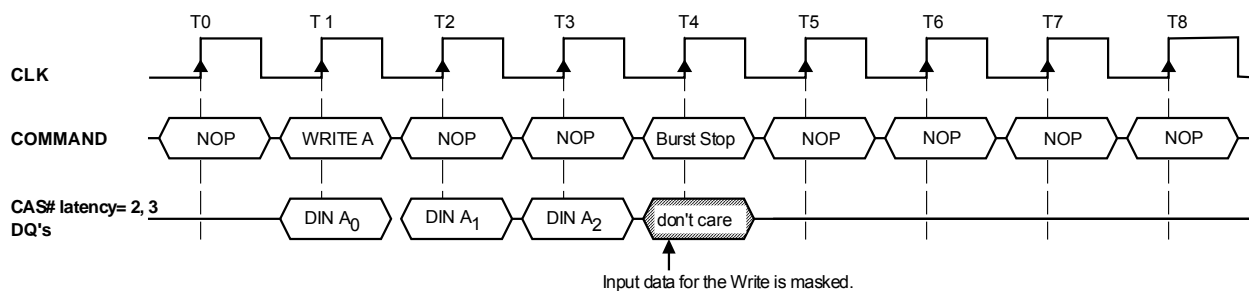 T0 T 1 T2 T3 T4 T5 T6 T7 T8
CLK
COMMAND NOP WRITE A NOP NOP Burst Stop NOP NOP NOP NOP
CAS# latency= 2, 3
DQ's DIN A0 DIN A1 DIN A2 don't care
Input data for the Write is masked.